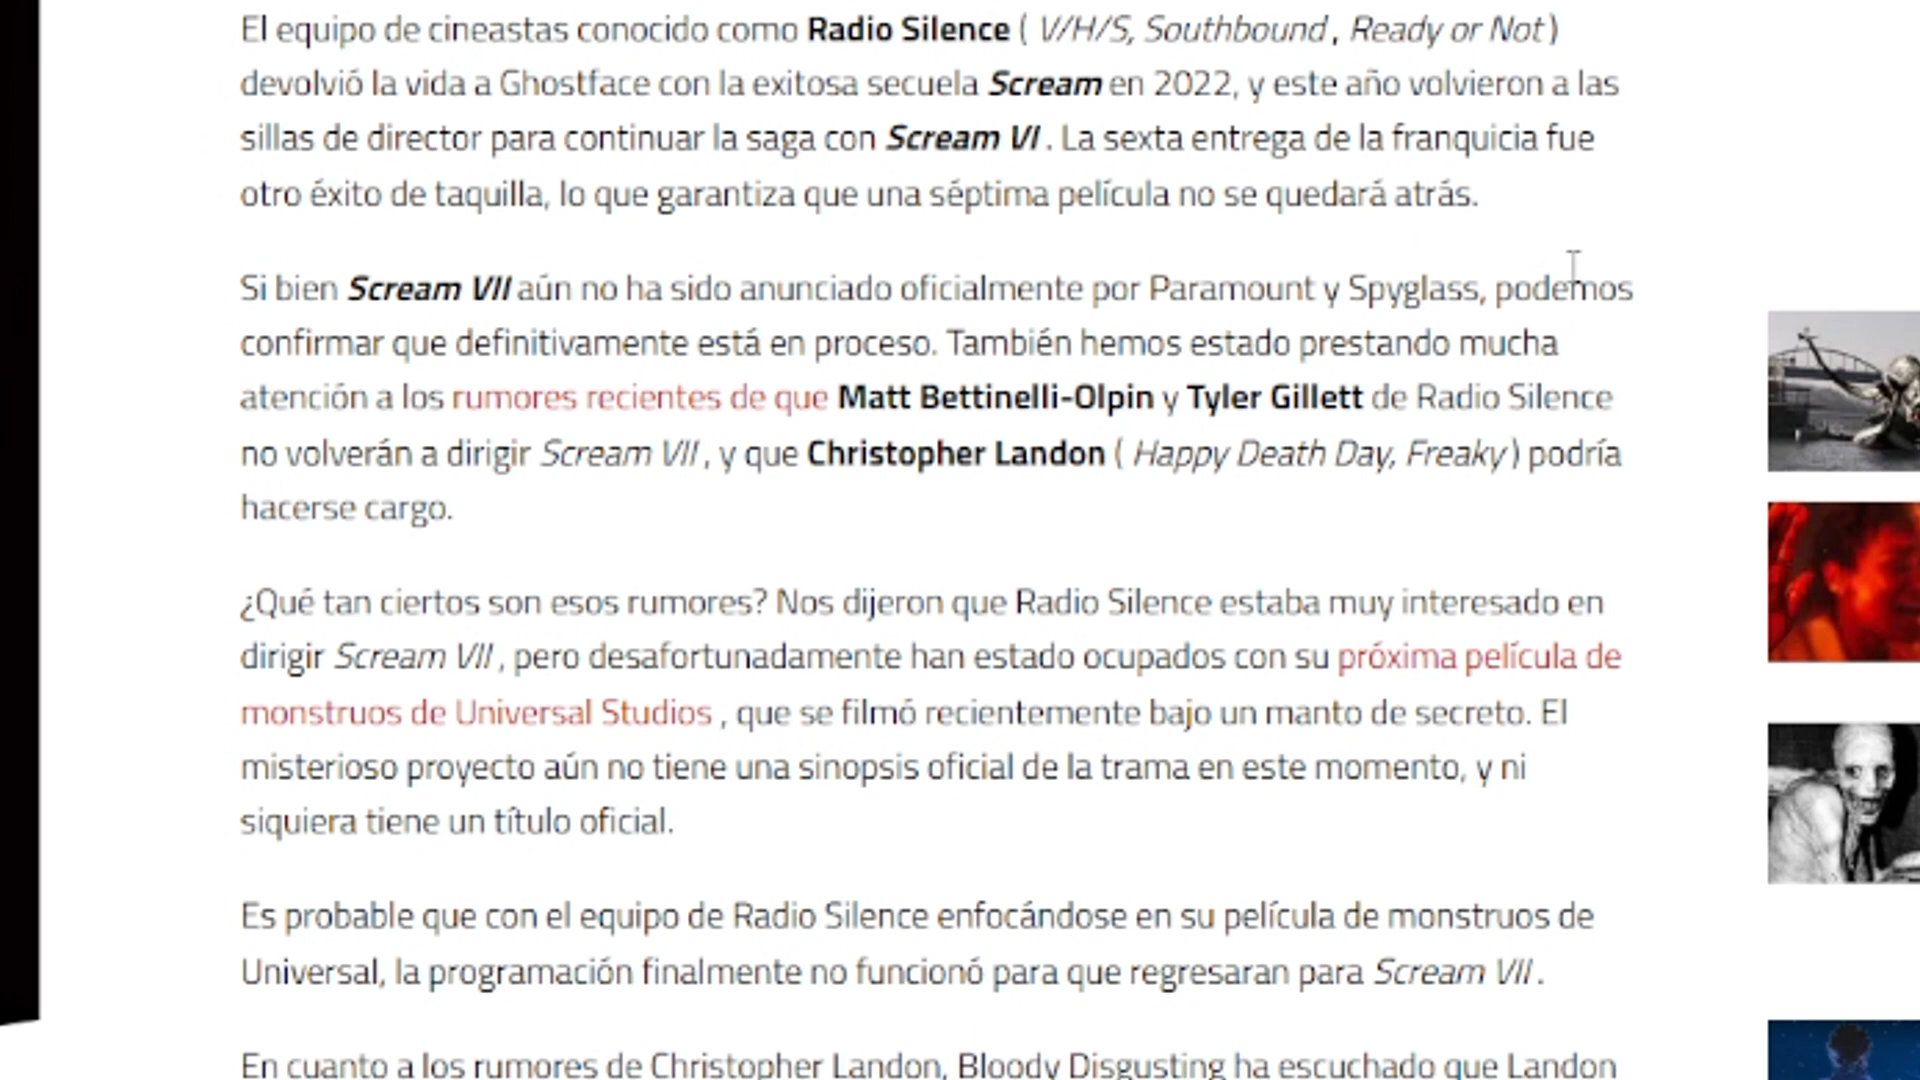 El equipo de cineastas conocido como Radio Silence ( V/H/S, Southbound , Ready or Not )
devolvió la vida a Ghostface con la exitosa secuela Scream en 2022, y este año volvieron a las
sillas de director para continuar la saga con Scream VI . La sexta entrega de la franquicia fue
otro éxito de taquilla, lo que garantiza que una séptima película no se quedará atrás.
Si bien Scream VII aún no ha sido anunciado oficialmente por Paramount y Spyglass, podemos
confirmar que definitivamente está en proceso. También hemos estado prestando mucha
atención a los rumores recientes de que Matt Bettinelli-Olpin y Tyler Gillett de Radio Silence
no volverán a dirigir Scream VII , y que Christopher Landon ( Happy Death Day, Freaky ) podría
hacerse cargo.
¿Qué tan ciertos son esos rumores? Nos dijeron que Radio Silence estaba muy interesado en
dirigir Scream VII , pero desafortunadamente han estado ocupados con su próxima película de
monstruos de Universal Studios , que se filmó recientemente bajo un manto de secreto. El
misterioso proyecto aún no tiene una sinopsis oficial de la trama en este momento, y ni
siquiera tiene un título oficial.
Es probable que con el equipo de Radio Silence enfocándose en su película de monstruos de
Universal, la programación finalmente no funcionó para que regresaran para Scream VII .
En cuanto a los rumores de Christopher Landon, Bloody Disgusting ha escuchado que Landon